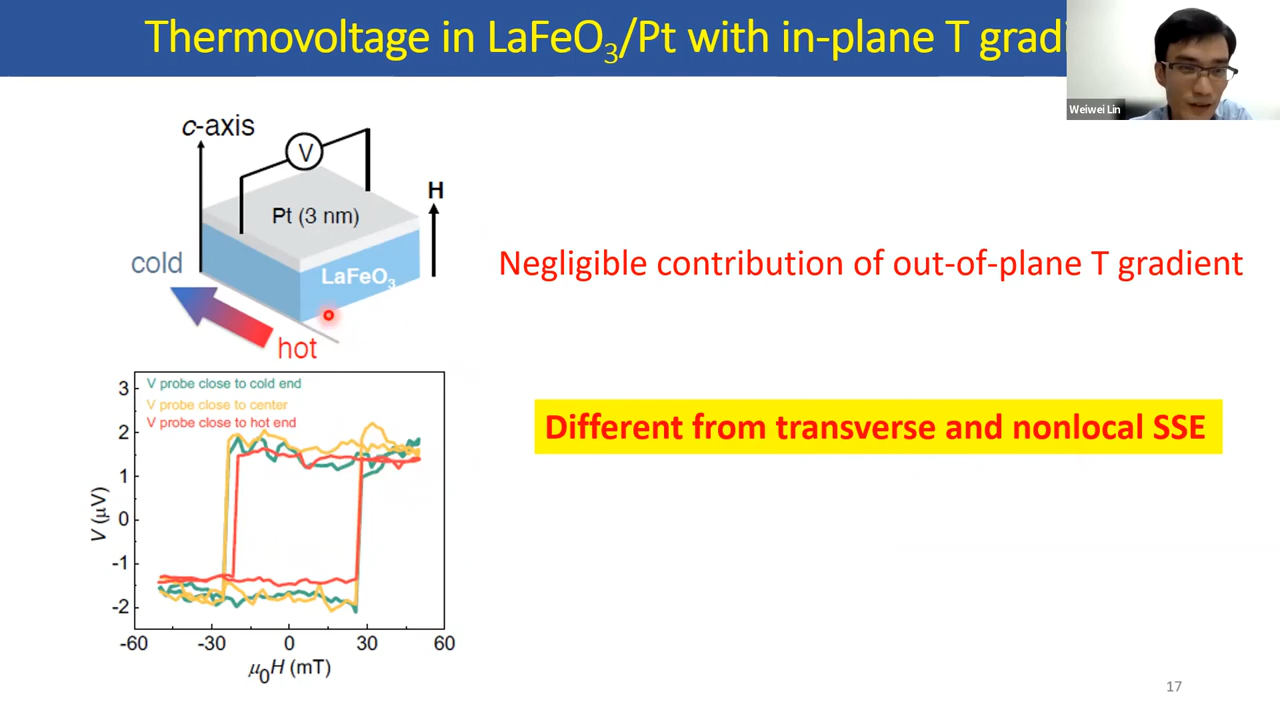 Thermovoltage in LaFeO3/Pt with in-plane T gradi
Weiwei Lin
c-axis
V
H
Pt (3 nm)
cold
LaFeO3
hot
Negligible contribution of out-of-plane T gradient
Different from transverse and nonlocal SSE
V probe close to cold end
V probe close to center
V probe close to hot end
3
2
1
0
-1
-2
V (μV)
-60 -30 0 30 60
μ0H (mT)
17